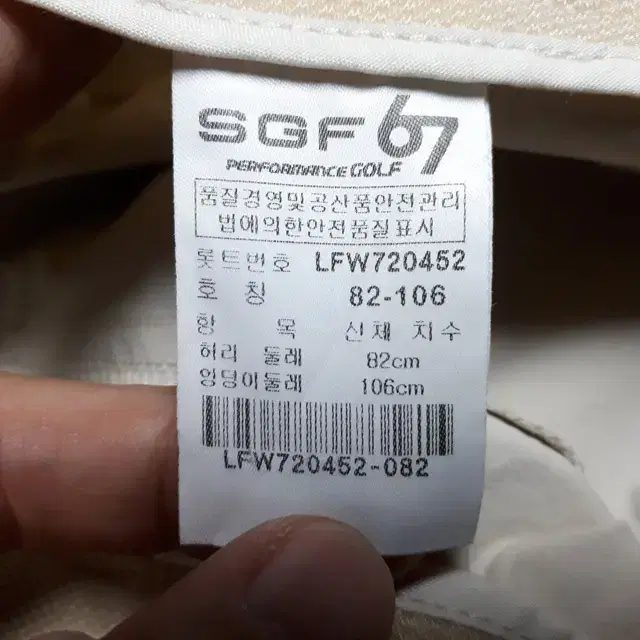 SGF 67
PERFORMANCE GOLF
품질경영및공산품안전관리
법에의한안전품질표시
롯트번호 LFW720452
호 칭 82-106
항 목 신체 치수
허리 둘레 82cm
엉덩이둘레 106cm
LFW720452-082